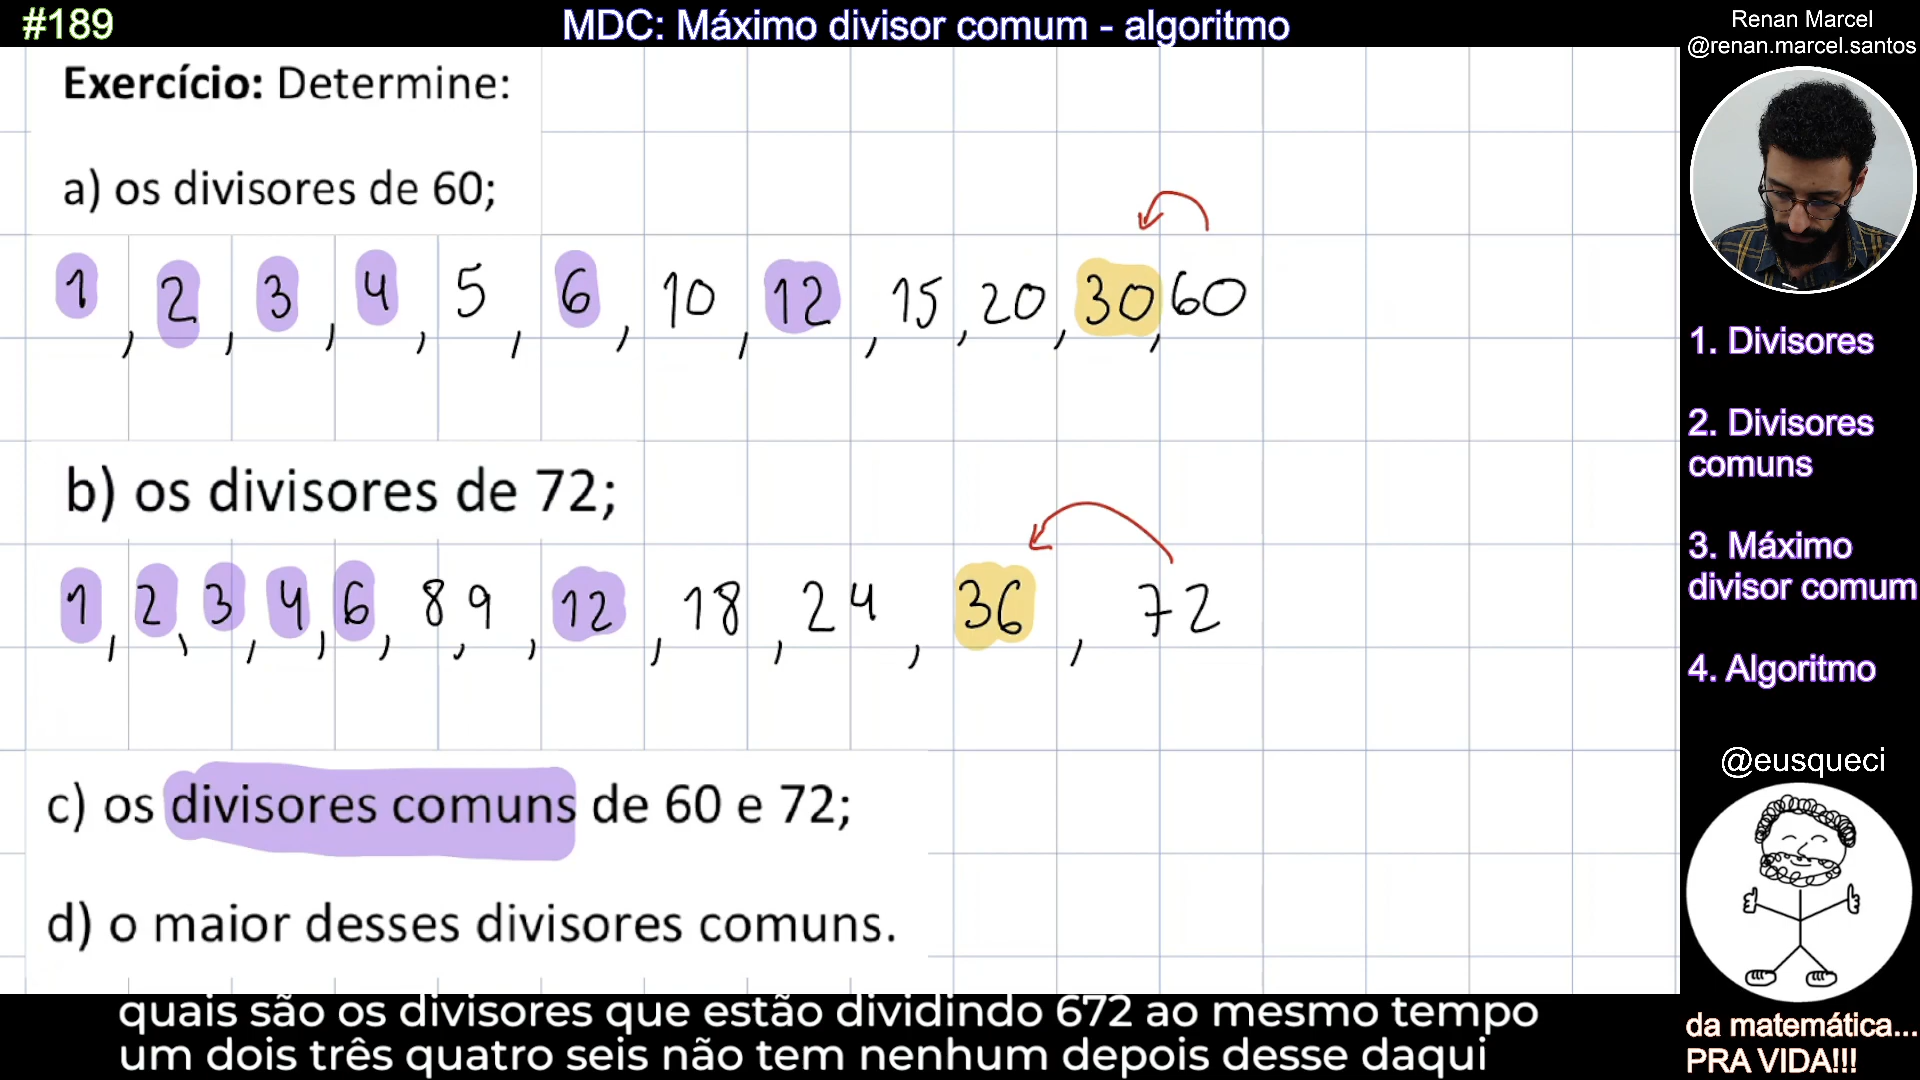 #189
MDC: Máximo divisor comum - algoritmo
Renan Marcel
@renan.marcel.santos
Exercício: Determine:
a) os divisores de 60;
1, 2, 3, 4, 5, 6, 10, 12, 15, 20, 30, 60
b) os divisores de 72;
1, 2, 3, 4, 6, 8, 9, 12, 18, 24, 36, 72
c) os divisores comuns de 60 e 72;
d) o maior desses divisores comuns.
1. Divisores
2. Divisores
comuns
3. Máximo
divisor comum
4. Algoritmo
@eusqueci
da matemática...
PRA VIDA!!!
quais são os divisores que estão dividindo 672 ao mesmo tempo
um dois três quatro seis não tem nenhum depois desse daqui